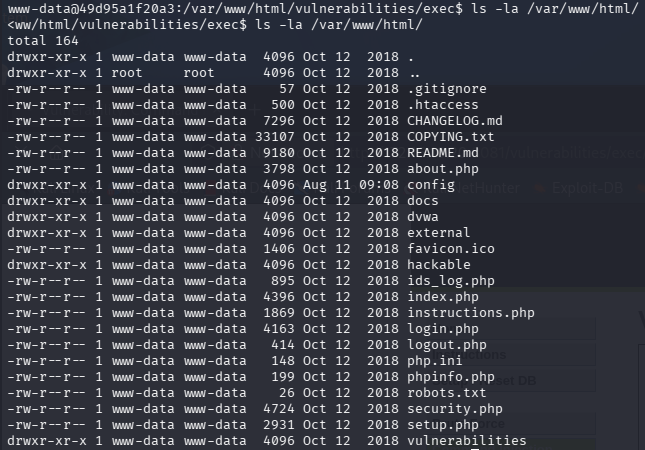 www-data@49d95a1f20a3:/var/www/html/vulnerabilities/exec$ ls -la /var/www/html/
<ww/html/vulnerabilities/exec$ ls -la /var/www/html/
total 164
drwxr-xr-x 1 www-data www-data  4096 Oct 12  2018 .
drwxr-xr-x 1 root     root      4096 Oct 12  2018 ..
-rw-r--r-- 1 www-data www-data    57 Oct 12  2018 .gitignore
-rw-r--r-- 1 www-data www-data   500 Oct 12  2018 .htaccess
-rw-r--r-- 1 www-data www-data  7296 Oct 12  2018 CHANGELOG.md
-rw-r--r-- 1 www-data www-data 33107 Oct 12  2018 COPYING.txt
-rw-r--r-- 1 www-data www-data  9180 Oct 12  2018 README.md
-rw-r--r-- 1 www-data www-data  3798 Oct 12  2018 about.php
drwxr-xr-x 1 www-data www-data  4096 Aug 11 09:08 config
drwxr-xr-x 1 www-data www-data  4096 Oct 12  2018 docs
drwxr-xr-x 1 www-data www-data  4096 Oct 12  2018 dvwa
drwxr-xr-x 1 www-data www-data  4096 Oct 12  2018 external
-rw-r--r-- 1 www-data www-data  1406 Oct 12  2018 favicon.ico
drwxr-xr-x 1 www-data www-data  4096 Oct 12  2018 hackable
-rw-r--r-- 1 www-data www-data   895 Oct 12  2018 ids_log.php
-rw-r--r-- 1 www-data www-data  4396 Oct 12  2018 index.php
-rw-r--r-- 1 www-data www-data  1869 Oct 12  2018 instructions.php
-rw-r--r-- 1 www-data www-data  4163 Oct 12  2018 login.php
-rw-r--r-- 1 www-data www-data   414 Oct 12  2018 logout.php
-rw-r--r-- 1 www-data www-data   148 Oct 12  2018 php.ini
-rw-r--r-- 1 www-data www-data   199 Oct 12  2018 phpinfo.php
-rw-r--r-- 1 www-data www-data    26 Oct 12  2018 robots.txt
-rw-r--r-- 1 www-data www-data  4724 Oct 12  2018 security.php
-rw-r--r-- 1 www-data www-data  2931 Oct 12  2018 setup.php
drwxr-xr-x 1 www-data www-data  4096 Oct 12  2018 vulnerabilities
Exploit-DB